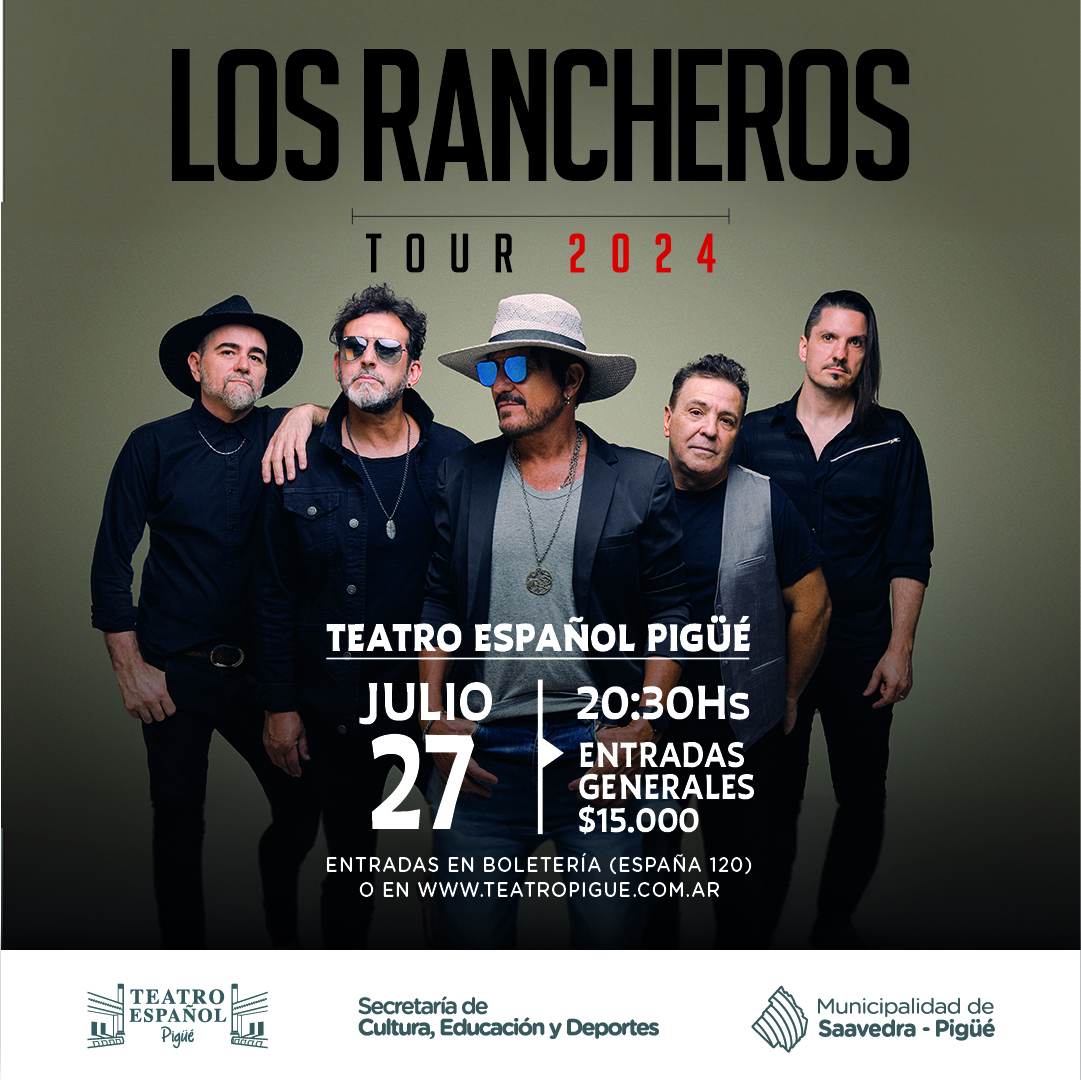 LOS RANCHEROS
TOUR 2024
TEATRO ESPAÑOL PIGÜÉ
JULIO
27
20:30Hs
ENTRADAS
GENERALES
$15.000
ENTRADAS EN BOLETERÍA (ESPAÑA 120)
O EN WWW.TEATROPIGUE.COM.AR
TEATRO
ESPAÑOL
Pigüé
Secretaría de
Cultura, Educación y Deportes
Municipalidad de
Saavedra - Pigüé